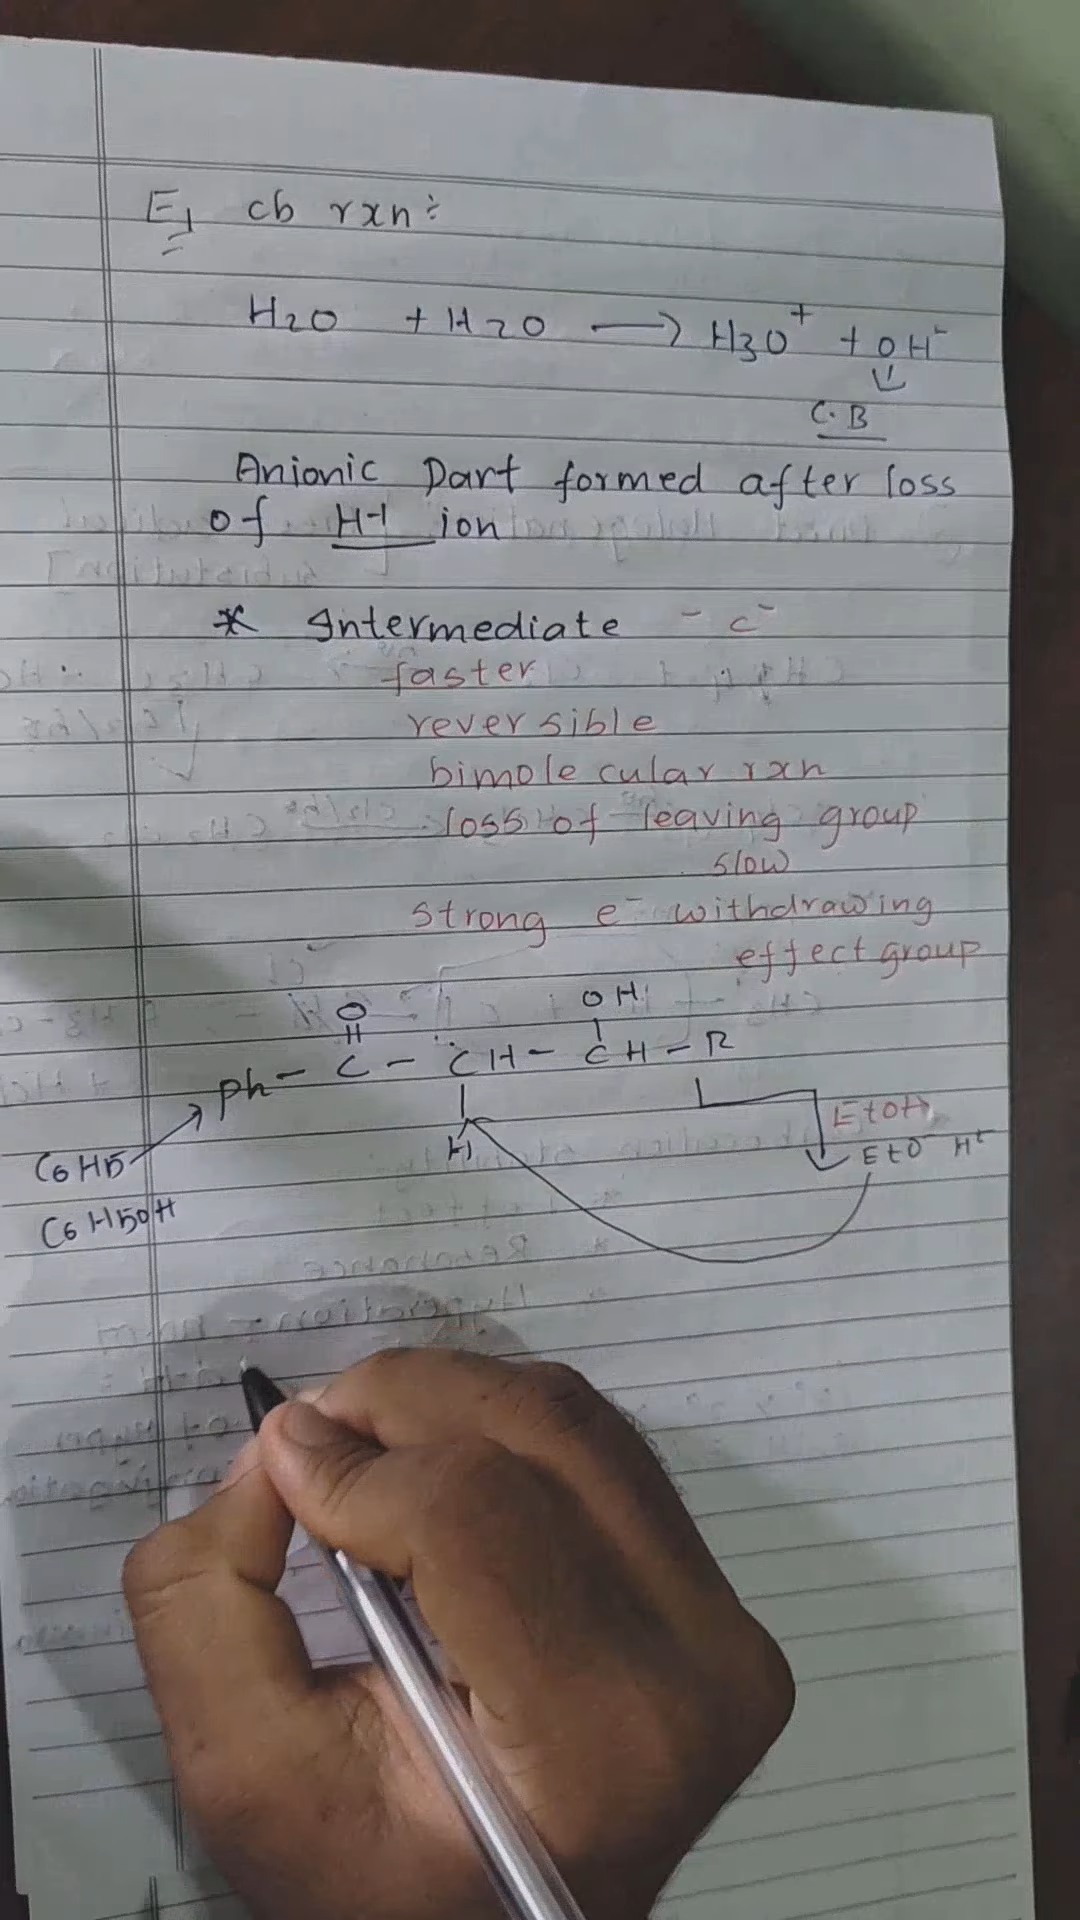 E1 cb rxn ÷
H2O + H2O → H3O+ + OH-
C.B
Anionic Part formed after loss
of H+ ion
* Intermediate - c-
faster
reversible
bimolecular rxn
loss of leaving group
slow
strong e- withdrawing
effect group
O OH
Ph - C - CH - CH - R
H
EtOH
EtO- H+
C6H5
C6H5OH